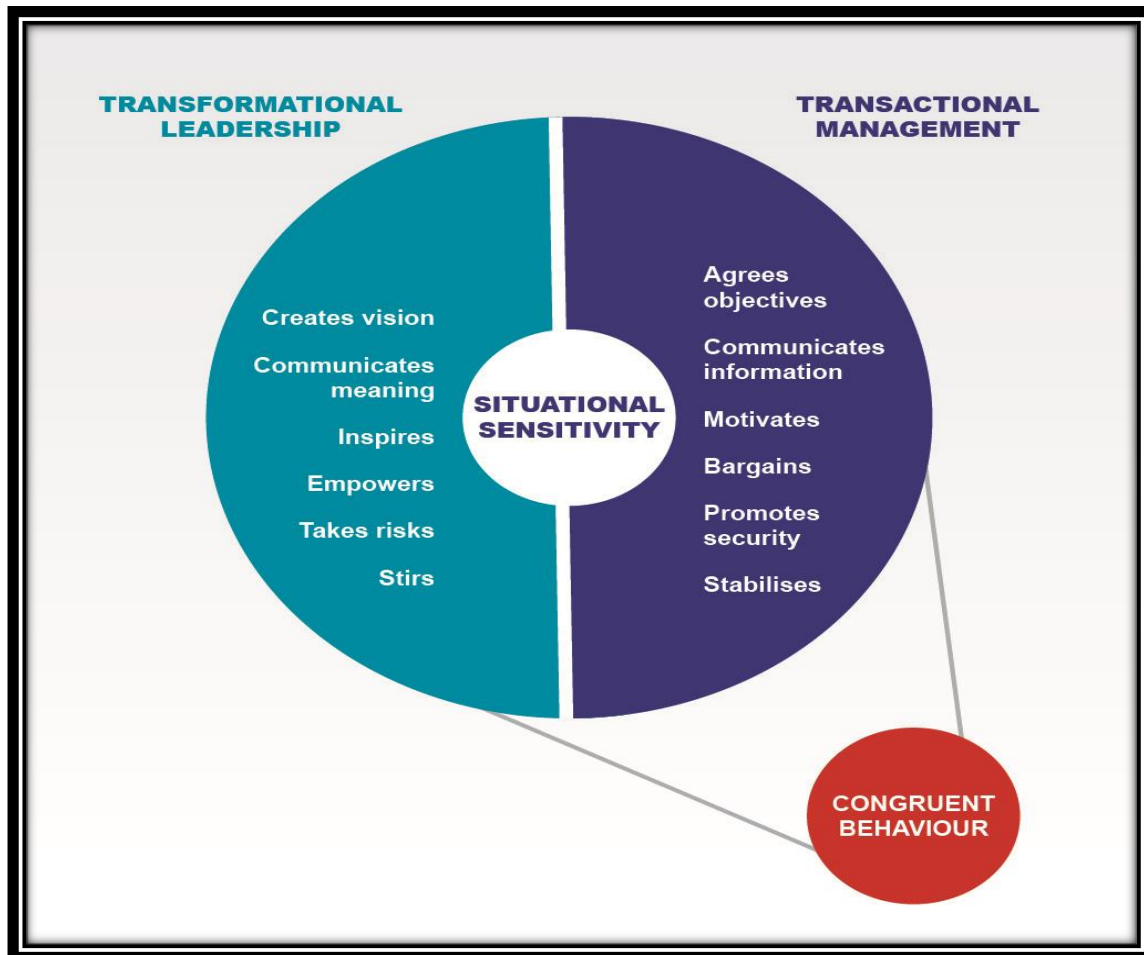 TRANSFORMATIONAL
LEADERSHIP
Creates vision
Communicates
meaning
Inspires
Empowers
Takes risks
Stirs
SITUATIONAL
SENSITIVITY
TRANSACTIONAL
MANAGEMENT
Agrees
objectives
Communicates
information
Motivates
Bargains
Promotes
security
Stabilises
CONGRUENT
BEHAVIOUR